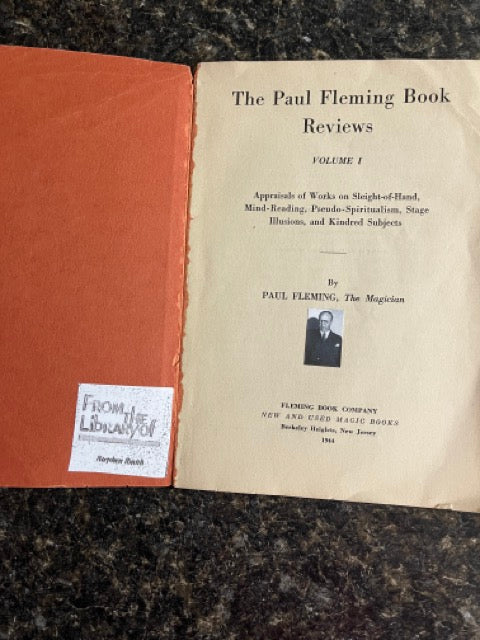 FROM THE
LIBRARY of
The Paul Fleming Book
Reviews
VOLUME I
Appraisals of Works on Sleight-of-Hand,
Mind-Reading, Pseudo-Spiritualism, Stage
Illusions, and Kindred Subjects
By
PAUL FLEMING, The Magician
FLEMING BOOK COMPANY
NEW AND USED MAGIC BOOKS
Berkeley Heights, New Jersey
1944